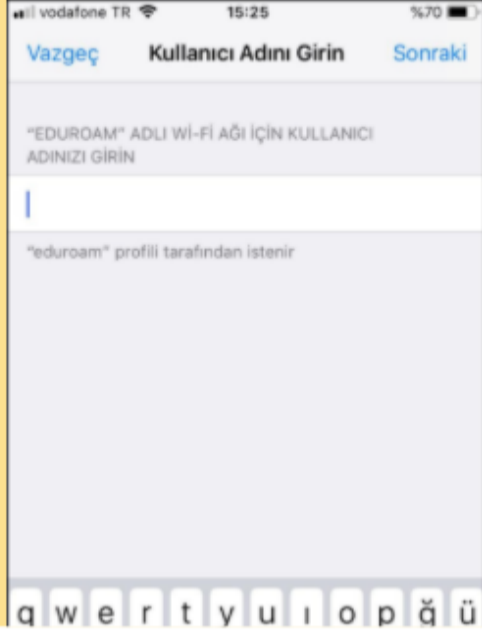 vodafone TR 15:25 %70
Vazgeç Kullanıcı Adını Girin Sonraki
"EDUROAM" ADLI Wİ-Fİ AĞI İÇİN KULLANICI
ADINIZI GİRİN
"eduroam" profili tarafından istenir
q w e r t y u ı o p ğ ü